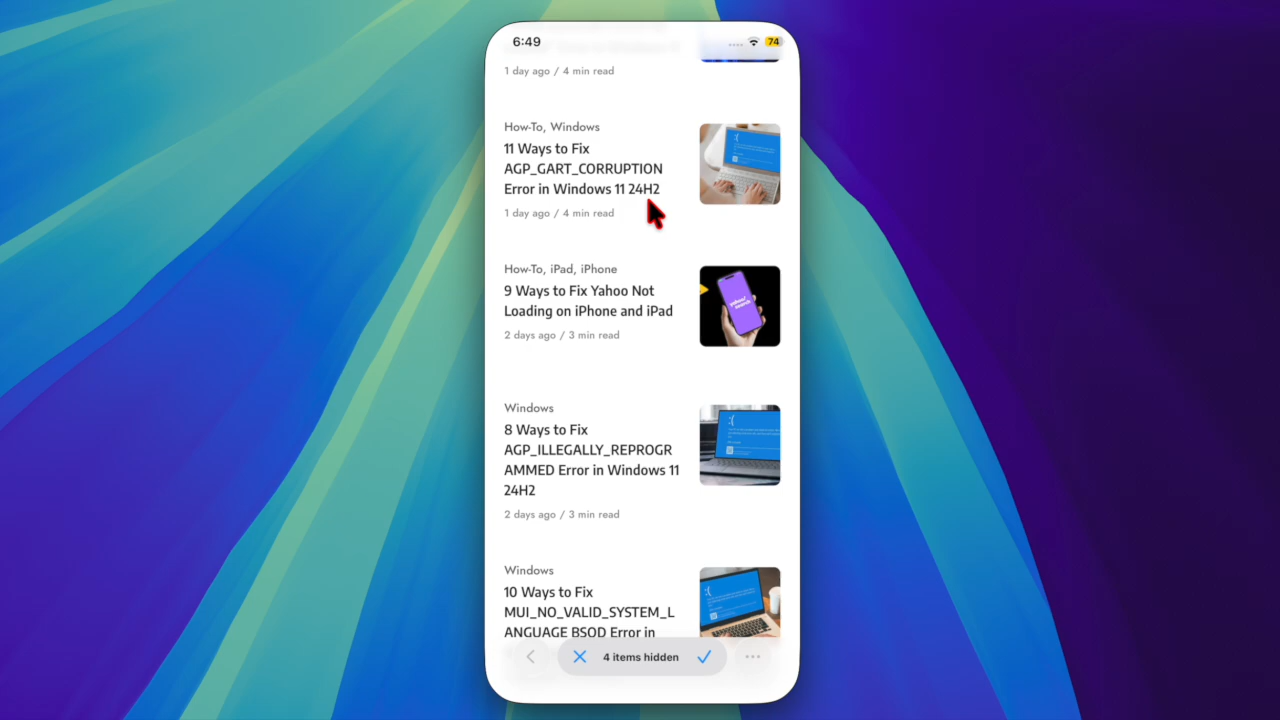 6:49
74
1 day ago / 4 min read
How-To, Windows
11 Ways to Fix
AGP_GART_CORRUPTION
Error in Windows 11 24H2
1 day ago / 4 min read
How-To, iPad, iPhone
9 Ways to Fix Yahoo Not
Loading on iPhone and iPad
2 days ago / 3 min read
yahoo!
search
Windows
8 Ways to Fix
AGP_ILLEGALLY_REPROGR
AMMED Error in Windows 11
24H2
2 days ago / 3 min read
Windows
10 Ways to Fix
MUI_NO_VALID_SYSTEM_L
ANGUAGE BSOD Error in
4 items hidden